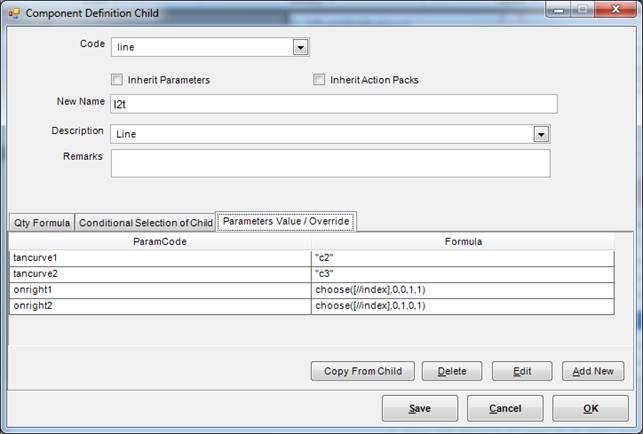 Component Definition Child
Code line
Inherit Parameters Inherit Action Packs
New Name l2t
Description Line
Remarks
Qty Formula Conditional Selection of Child Parameters Value / Override
ParamCode Formula
tancurve1 "c2"
tancurve2 "c3"
onright1 choose([//index],0,0,1,1)
onright2 choose([//index],0,1,0,1)
Copy From Child Delete Edit Add New
Save Cancel OK